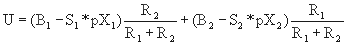 U = (B₁ − S₁*pX₁) R₂/(R₁ + R₂) + (B₂ − S₂*pX₂) R₁/(R₁ + R₂)